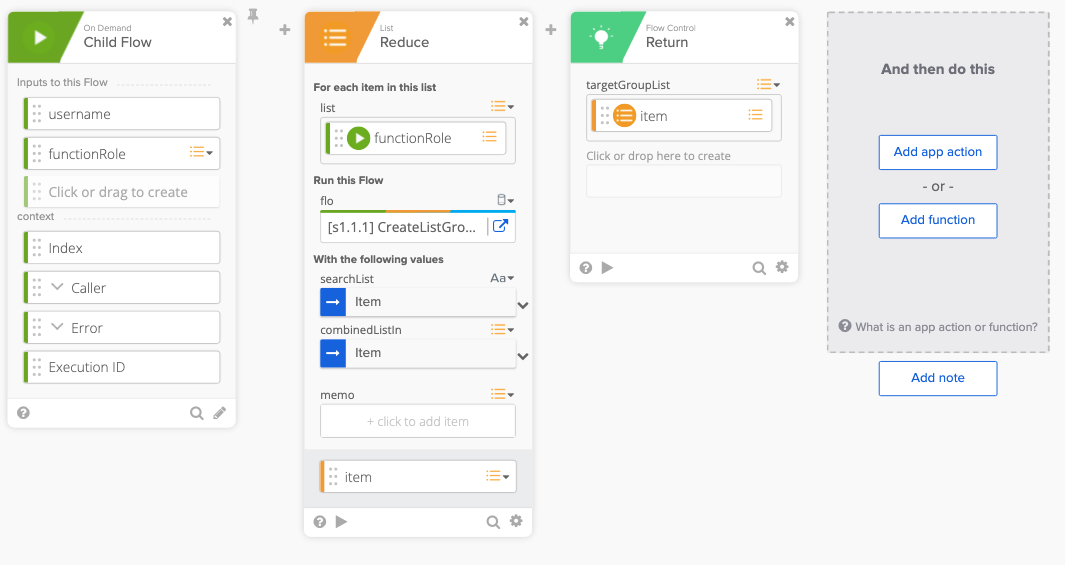 On Demand
Child Flow
Inputs to this Flow
username
functionRole
Click or drag to create
context
Index
Caller
Error
Execution ID
List
Reduce
For each item in this list
list
functionRole
Run this Flow
flo
[s1.1.1] CreateListGro...
With the following values
searchList
Aa
Item
combinedListIn
Item
memo
+ click to add item
item
Flow Control
Return
targetGroupList
item
Click or drop here to create
And then do this
Add app action
- or -
Add function
What is an app action or function?
Add note